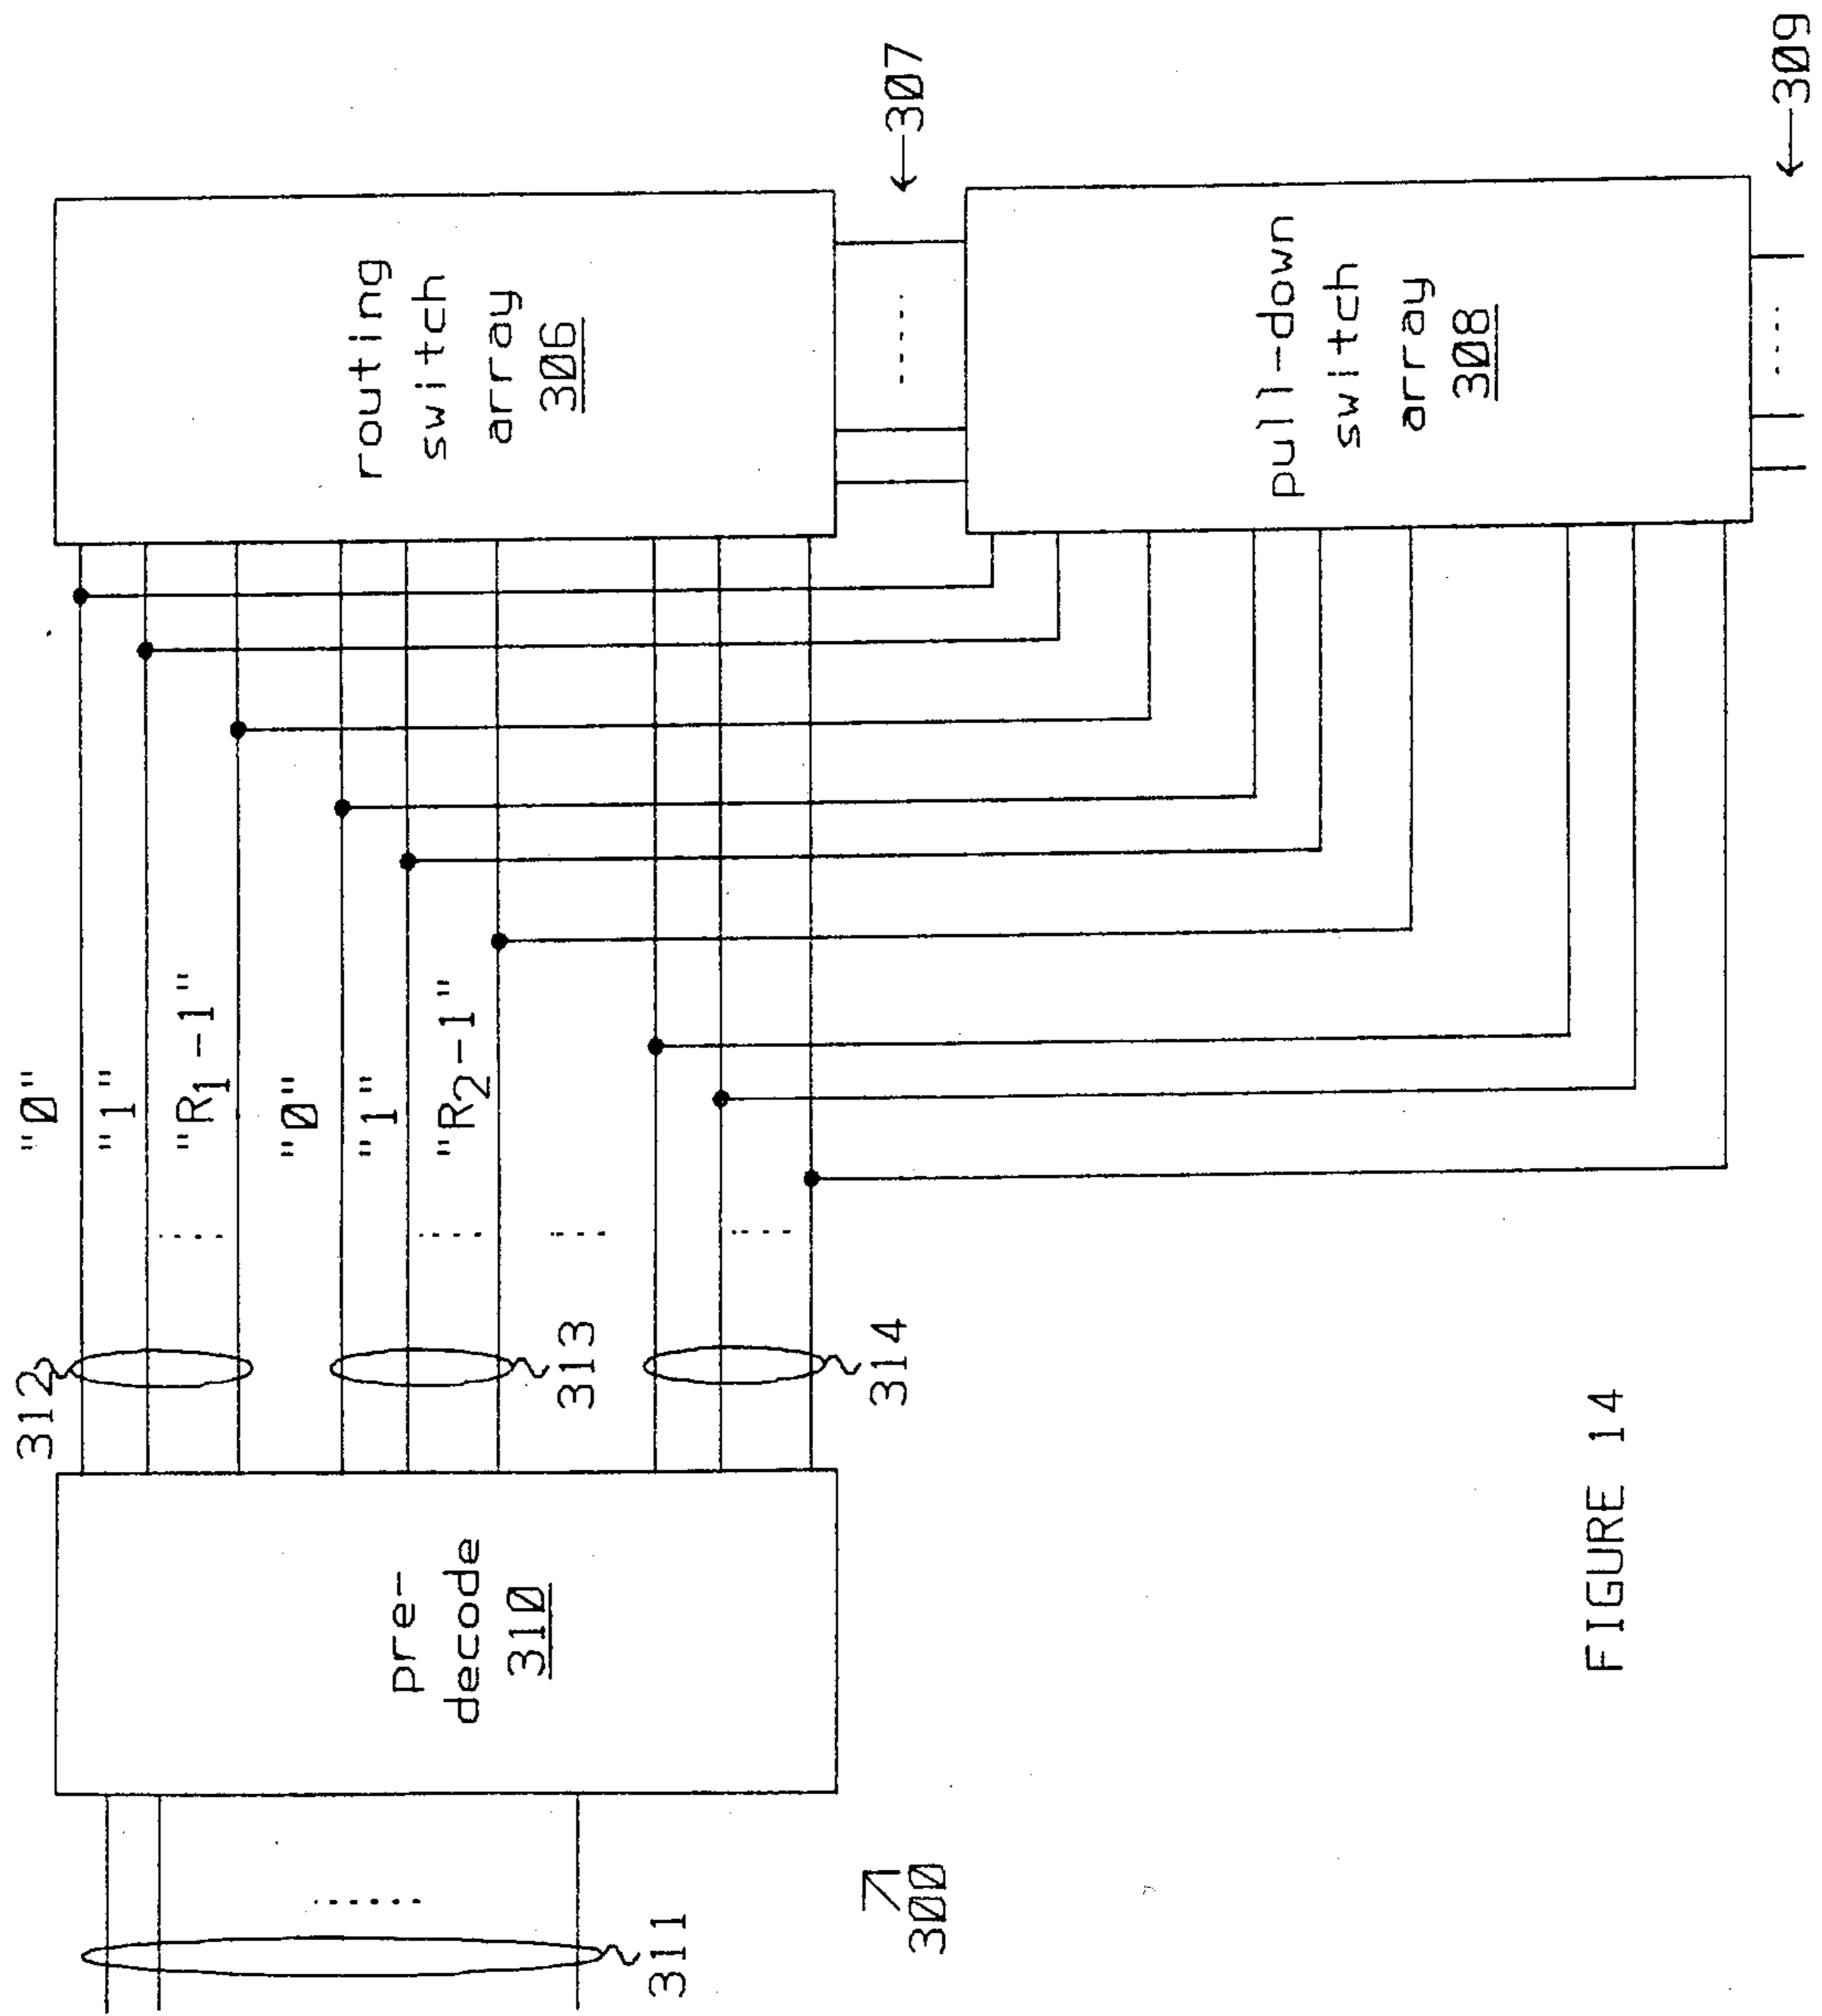 311
300
pre-
decode
310
312
313
314
"0"
"1"
"R1-1"
"0"
"1"
"R2-1"
routing
switch
array
306
307
pull-down
switch
array
308
309
FIGURE 14